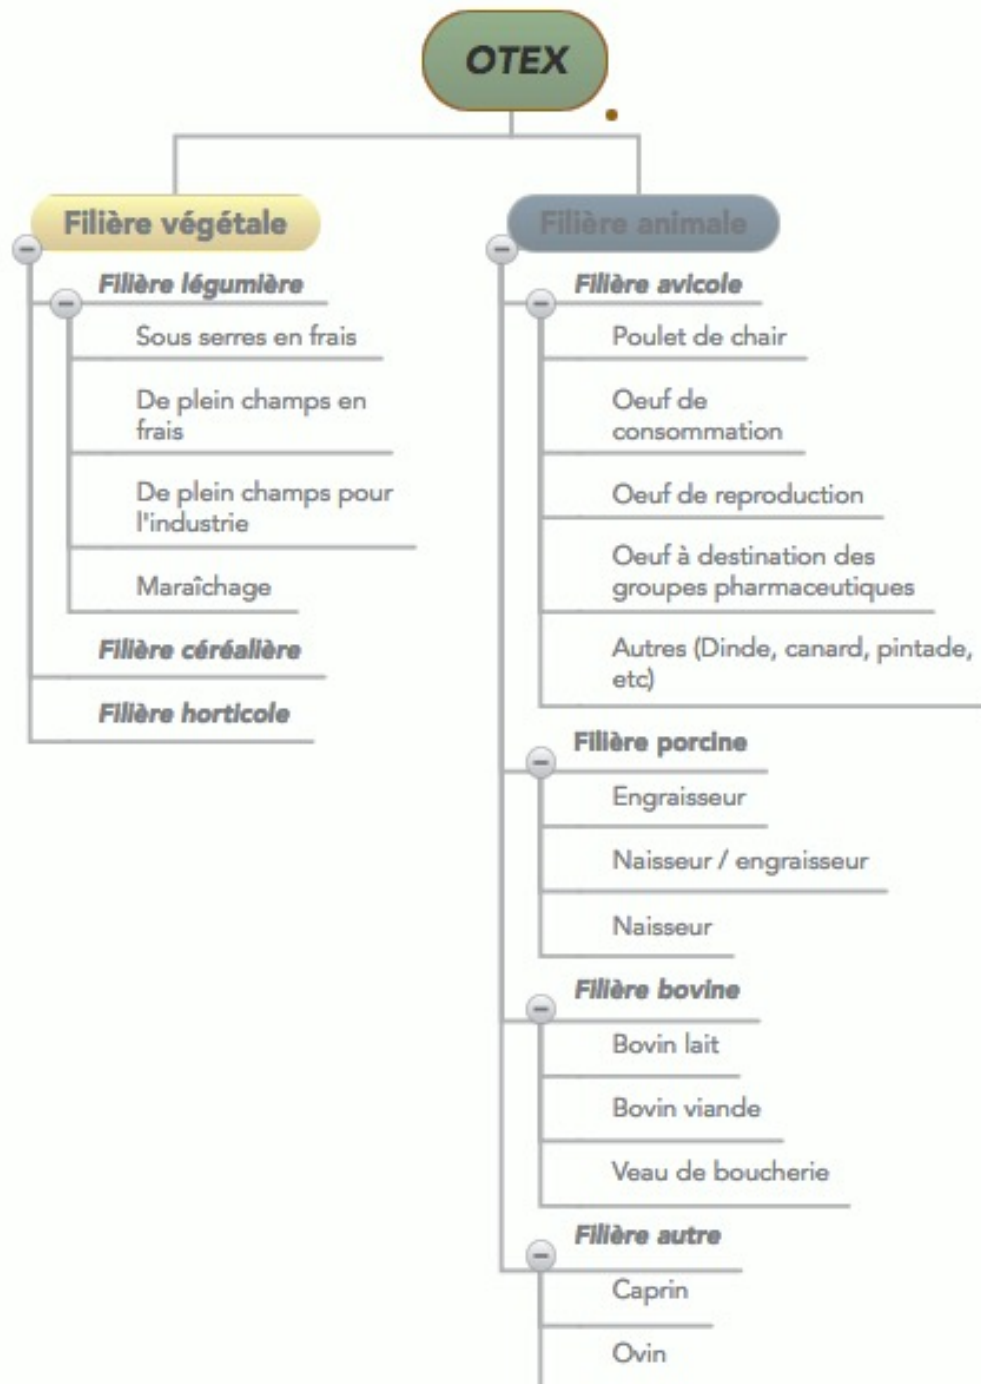 OTEX
Filière végétale
Filière légumière
Sous serres en frais
De plein champs en
frais
De plein champs pour
l'industrie
Maraîchage
Filière céréalière
Filière horticole
Filière animale
Filière avicole
Poulet de chair
Oeuf de
consommation
Oeuf de reproduction
Oeuf à destination des
groupes pharmaceutiques
Autres (Dinde, canard, pintade,
etc)
Filière porcine
Engraisseur
Naisseur / engraisseur
Naisseur
Filière bovine
Bovin lait
Bovin viande
Veau de boucherie
Filière autre
Caprin
Ovin